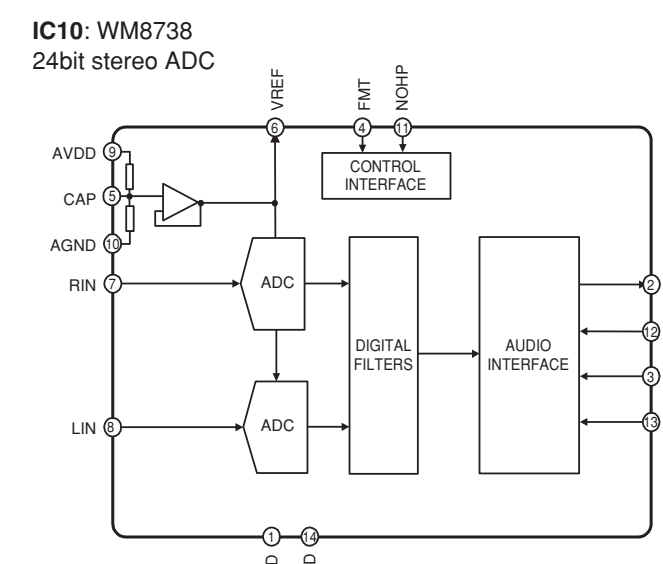 IC10: WM8738
24bit stereo ADC
VREF
FMT
NOHP
6
4
11
AVDD 9
CONTROL
INTERFACE
CAP 5
AGND 10
RIN 7
ADC
2
12
DIGITAL
FILTERS
AUDIO
INTERFACE
3
LIN 8
ADC
13
1
14
D
D